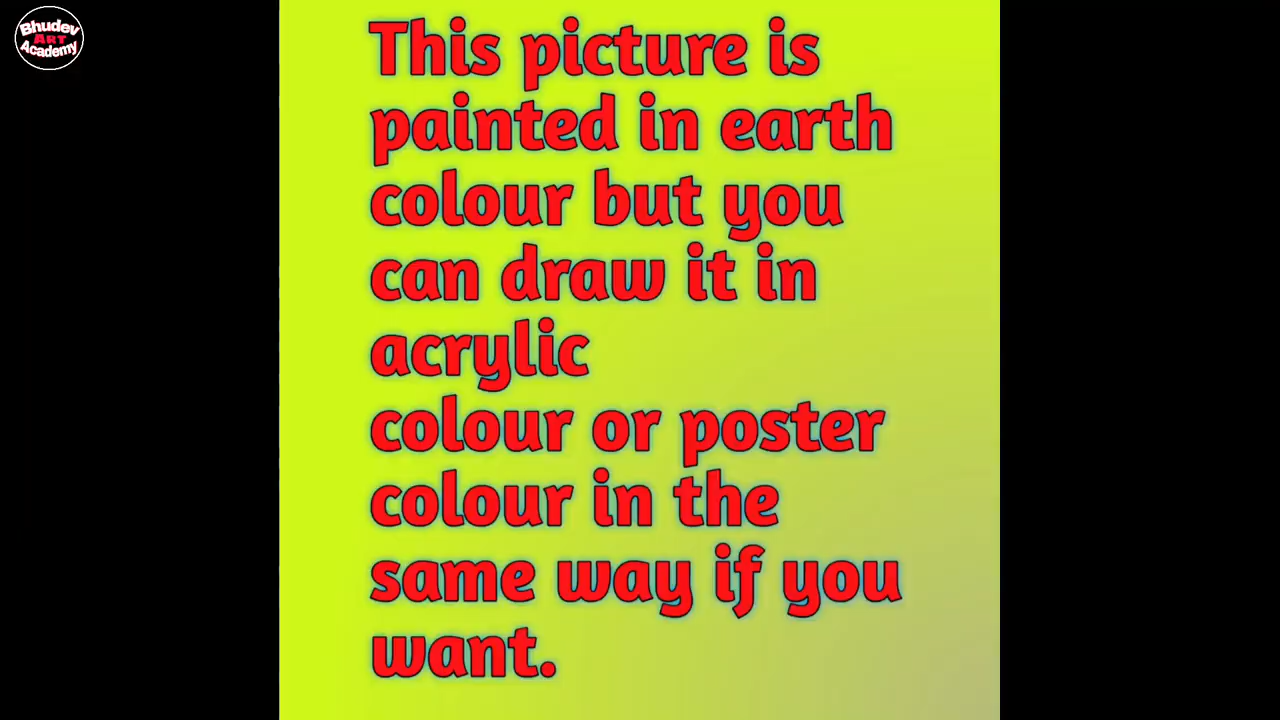 Bhudev
ART
Academy
This picture is
painted in earth
colour but you
can draw it in
acrylic
colour or poster
colour in the
same way if you
want.